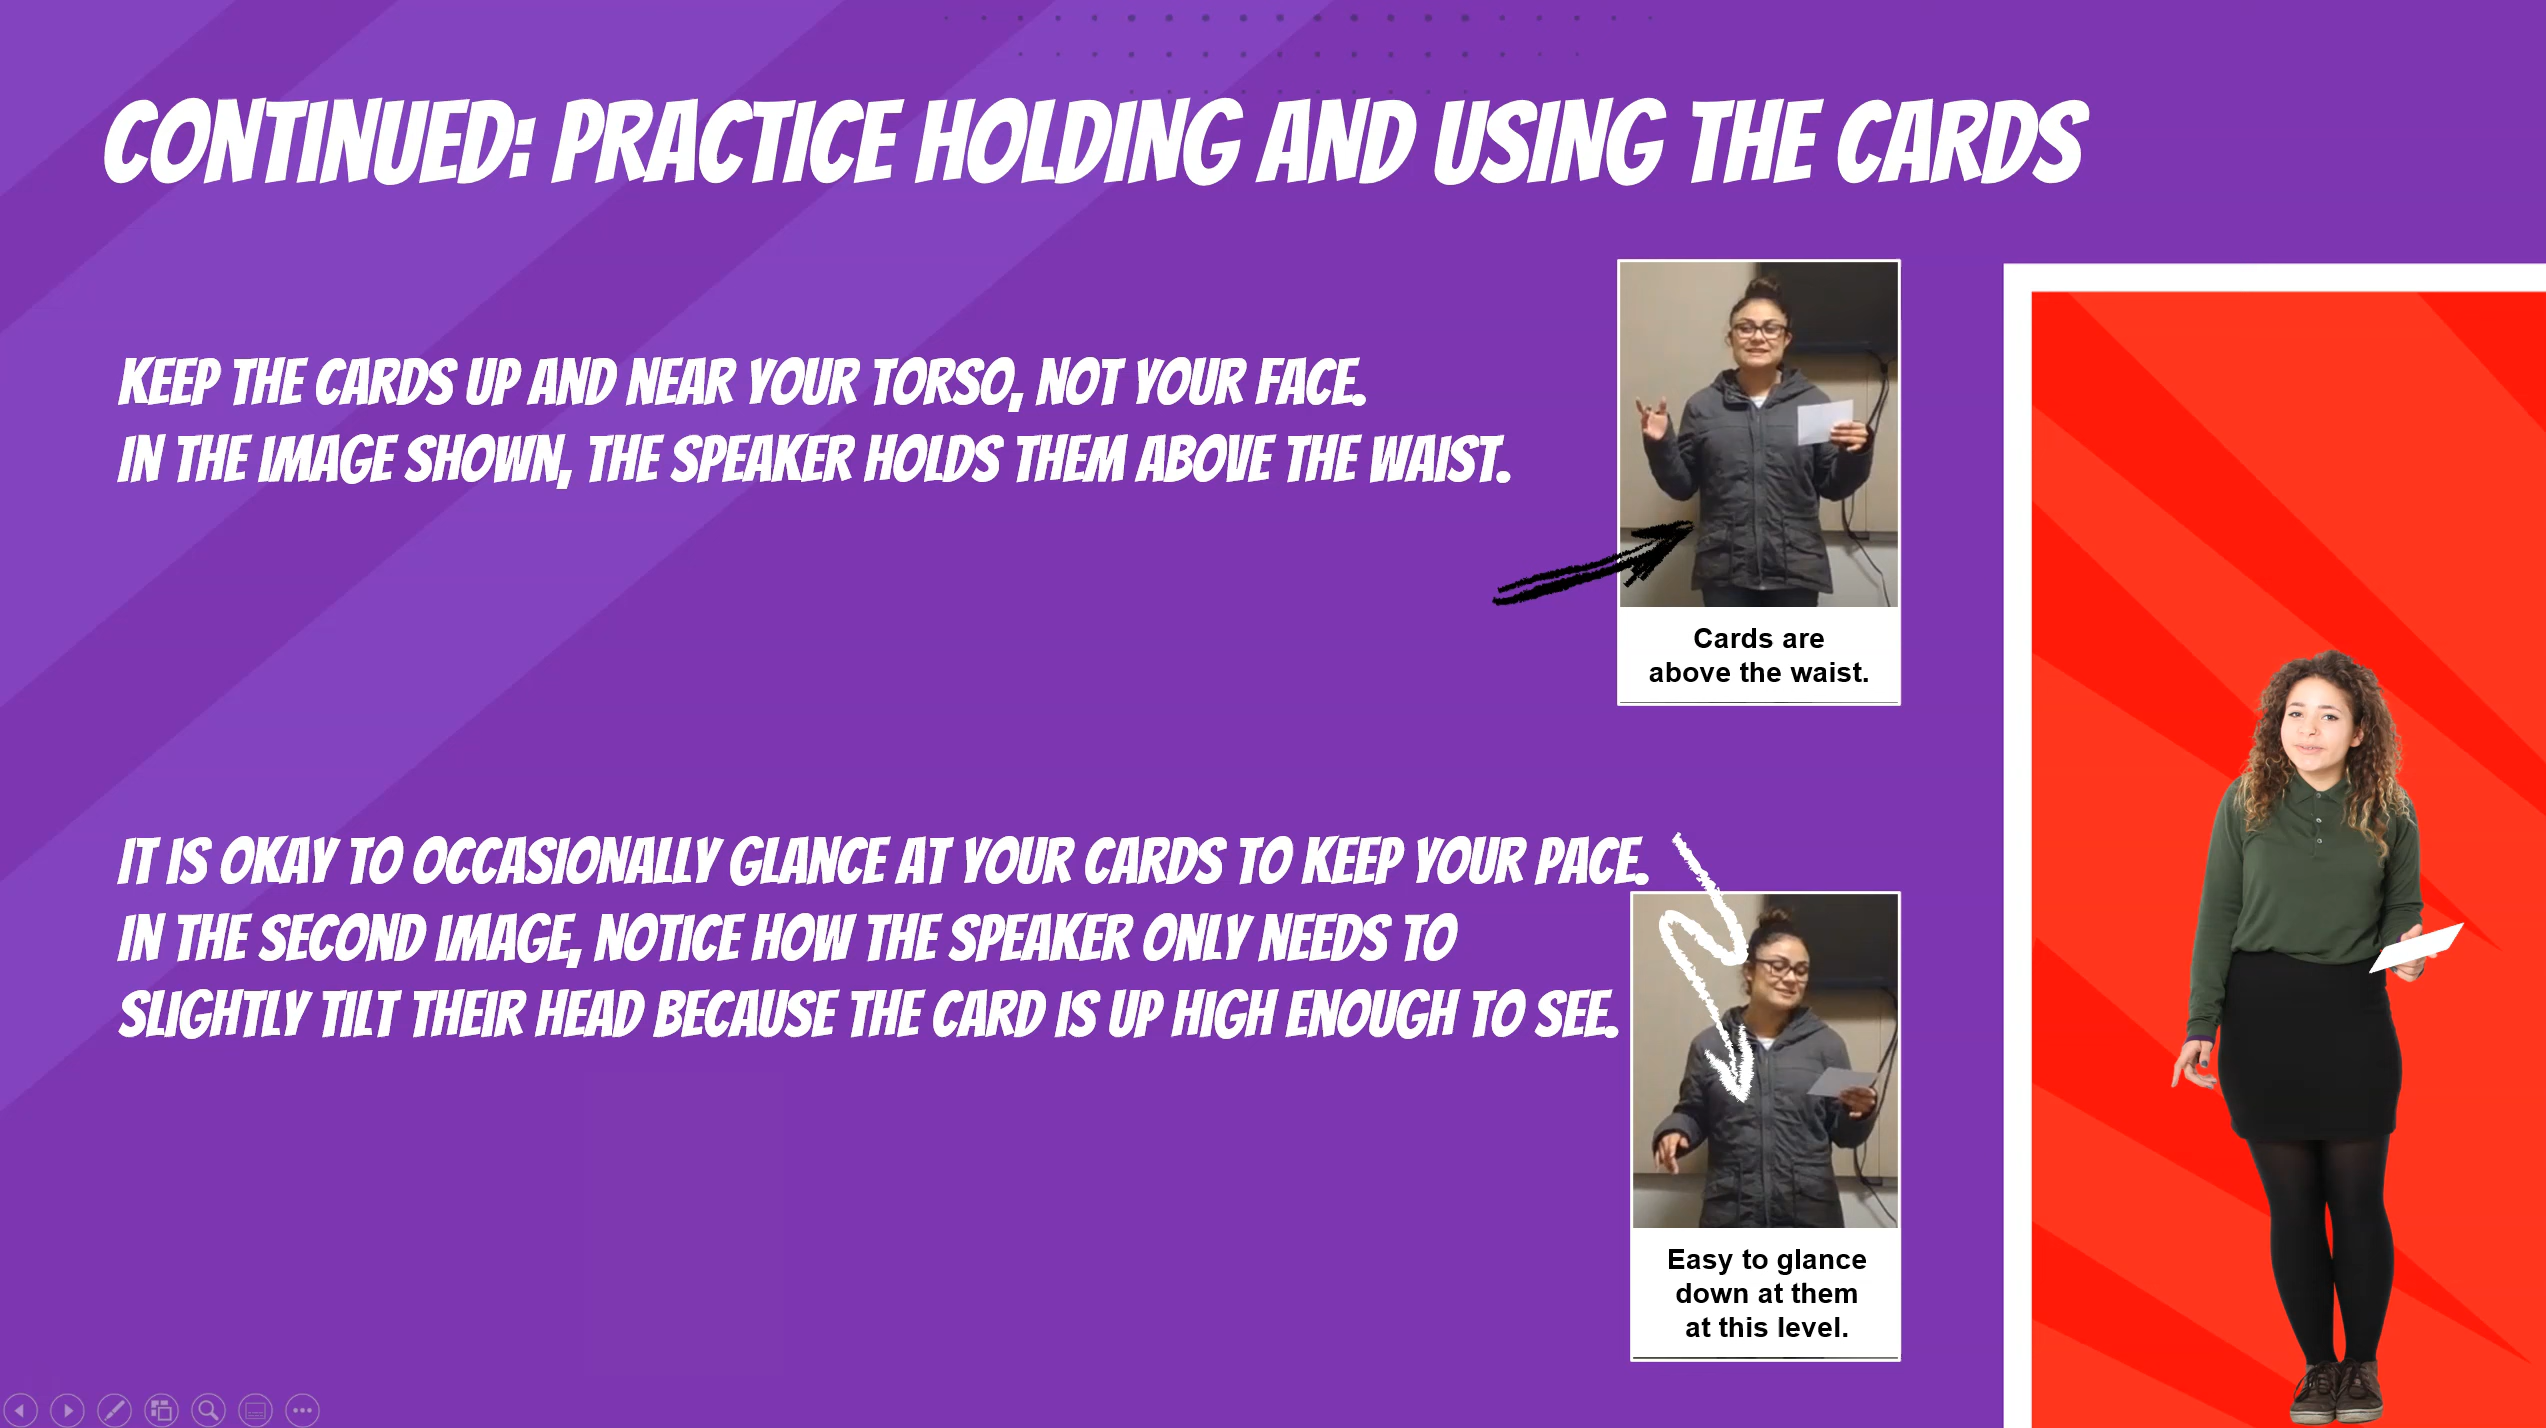 CONTINUED: PRACTICE HOLDING AND USING THE CARDS
KEEP THE CARDS UP AND NEAR YOUR TORSO, NOT YOUR FACE.
IN THE IMAGE SHOWN, THE SPEAKER HOLDS THEM ABOVE THE WAIST.
Cards are
above the waist.
IT IS OKAY TO OCCASIONALLY GLANCE AT YOUR CARDS TO KEEP YOUR PACE.
IN THE SECOND IMAGE, NOTICE HOW THE SPEAKER ONLY NEEDS TO
SLIGHTLY TILT THEIR HEAD BECAUSE THE CARD IS UP HIGH ENOUGH TO SEE.
Easy to glance
down at them
at this level.